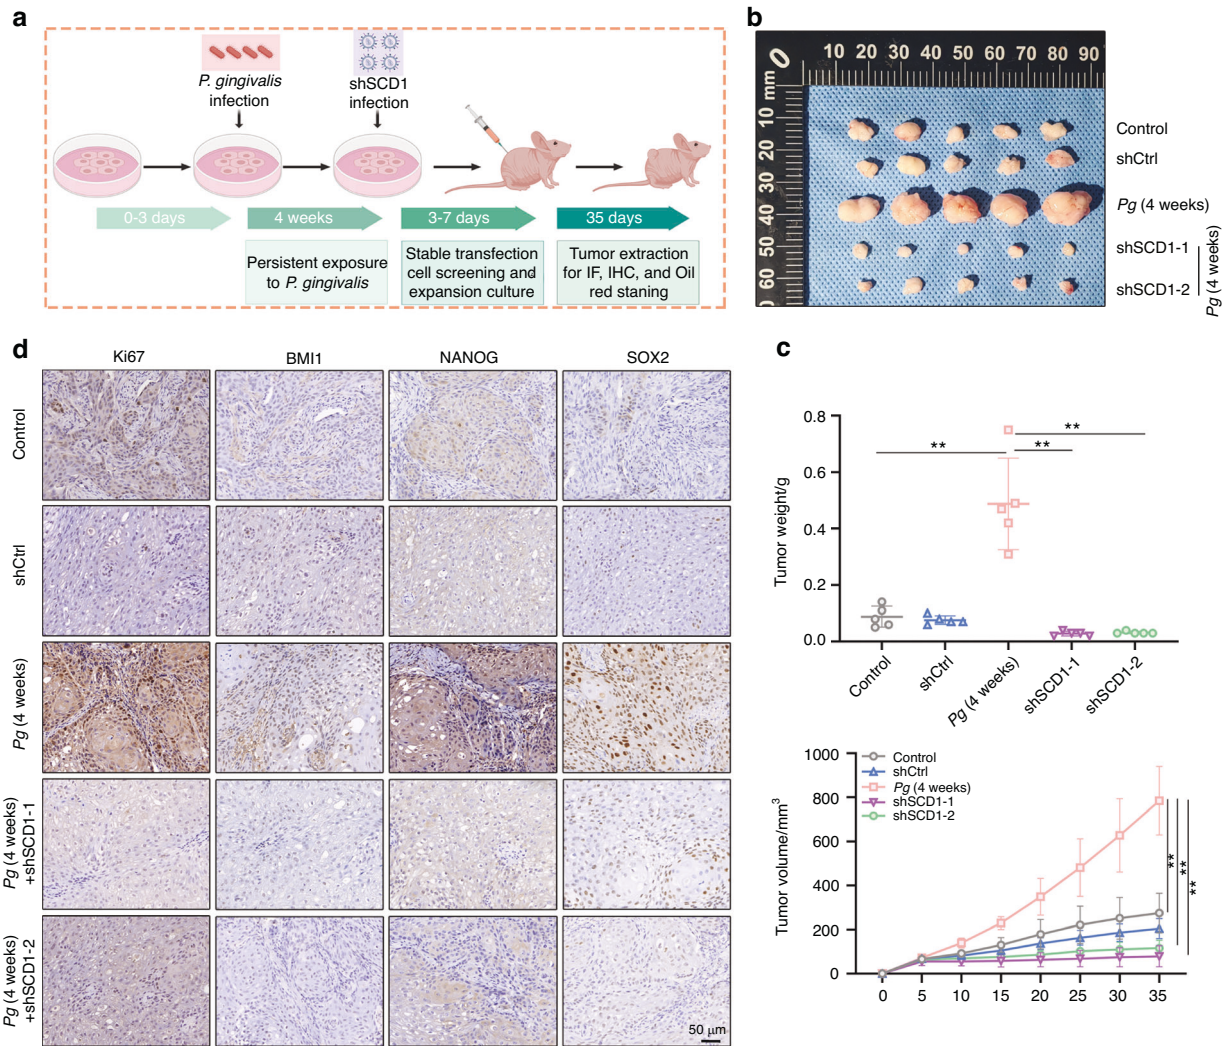 a
P. gingivalis
infection
shSCD1
infection
0-3 days
4 weeks
3-7 days
35 days
Persistent exposure
to P. gingivalis
Stable transfection
cell screening and
expansion culture
Tumor extraction
for IF, IHC, and Oil
red staning
b
0 10 20 30 40 50 60 70 80 90
mm
10
20
30
40
50
60
0
Control
shCtrl
Pg (4 weeks)
shSCD1-1
shSCD1-2
Pg (4 weeks)
d
Ki67
BMI1
NANOG
SOX2
Control
shCtrl
Pg (4 weeks)
Pg (4 weeks)
+shSCD1-1
Pg (4 weeks)
+shSCD1-2
50 μm
c
Tumor weight/g
0.8
0.6
0.4
0.2
0.0
**
**
**
Control
shCtrl
Pg (4 weeks)
shSCD1-1
shSCD1-2
Tumor volume/mm³
1000
800
600
400
200
0
Control
shCtrl
Pg (4 weeks)
shSCD1-1
shSCD1-2
**
**
**
0 5 10 15 20 25 30 35